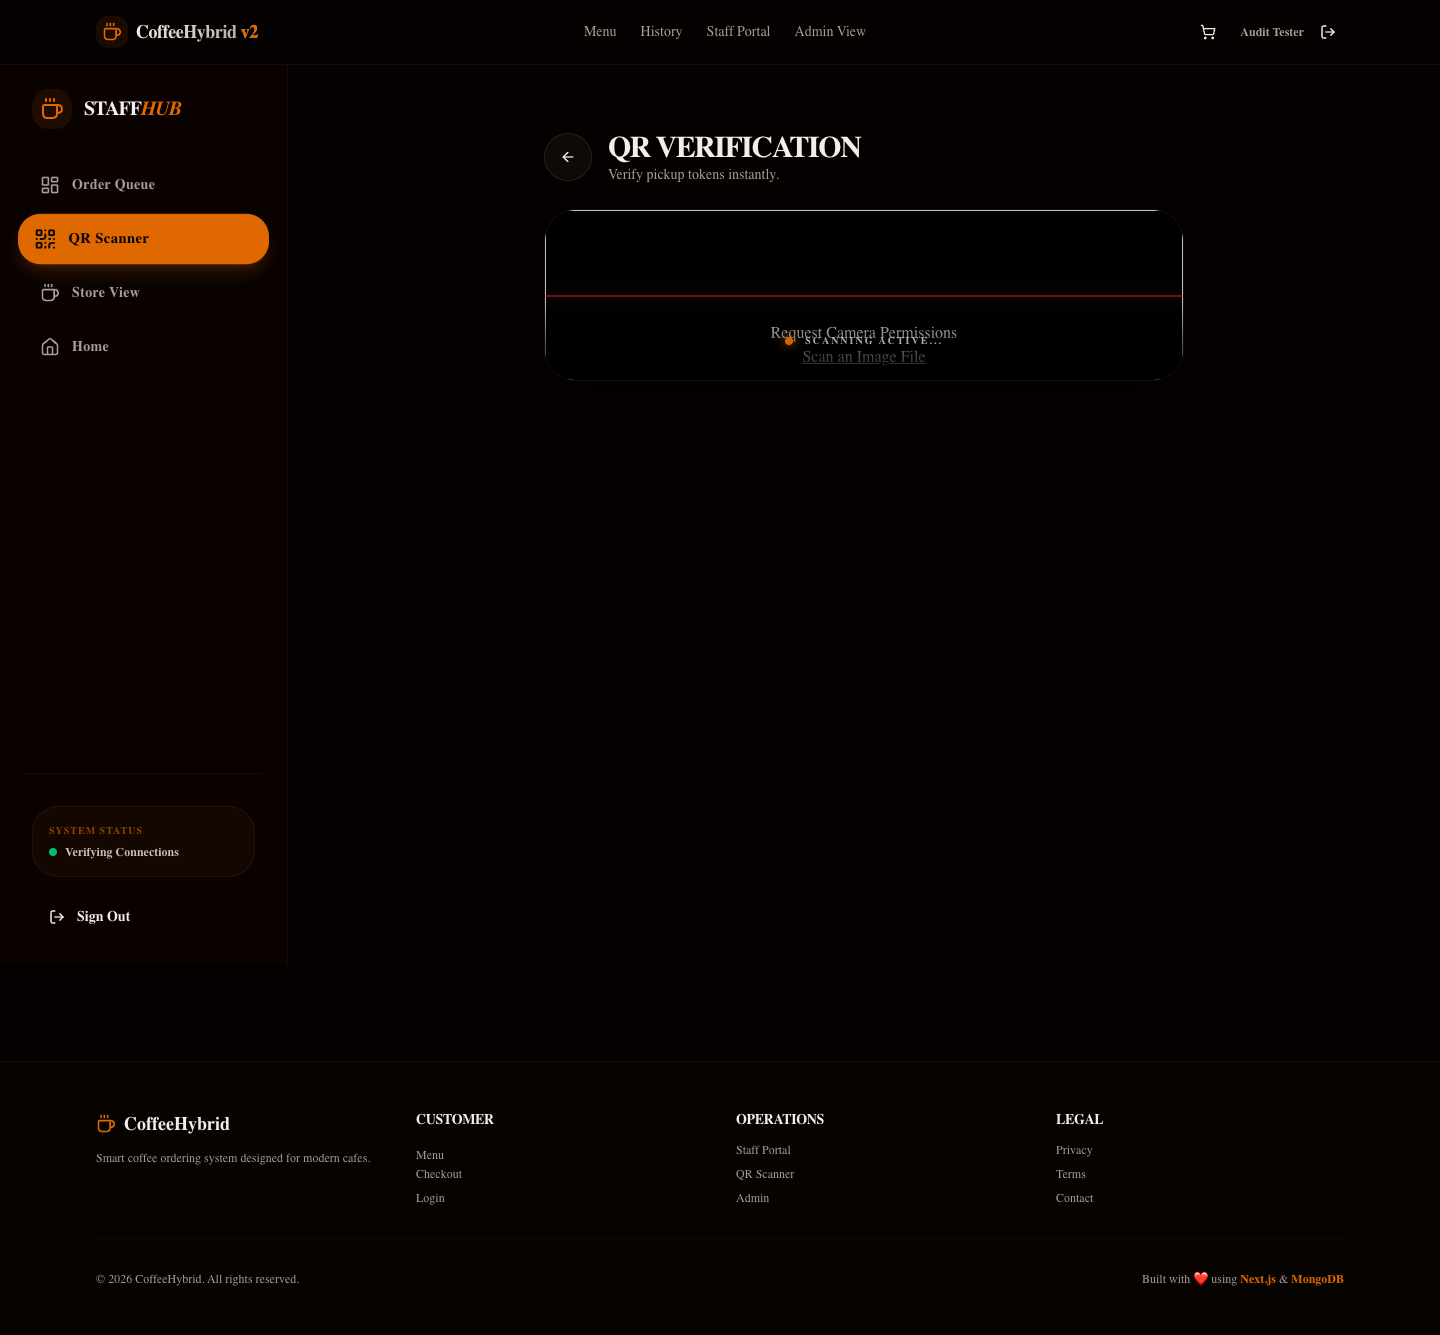 CoffeeHybrid v2
Menu
History
Staff Portal
Admin View
Audit Tester
STAFFHUB
Order Queue
QR Scanner
Store View
Home
SYSTEM STATUS
Verifying Connections
Sign Out
QR VERIFICATION
Verify pickup tokens instantly.
Request Camera Permissions
SCANNING ACTIVE...
Scan an Image File
CoffeeHybrid
Smart coffee ordering system designed for modern cafes.
CUSTOMER
Menu
Checkout
Login
OPERATIONS
Staff Portal
QR Scanner
Admin
LEGAL
Privacy
Terms
Contact
© 2026 CoffeeHybrid. All rights reserved.
Built with ❤️ using Next.js & MongoDB